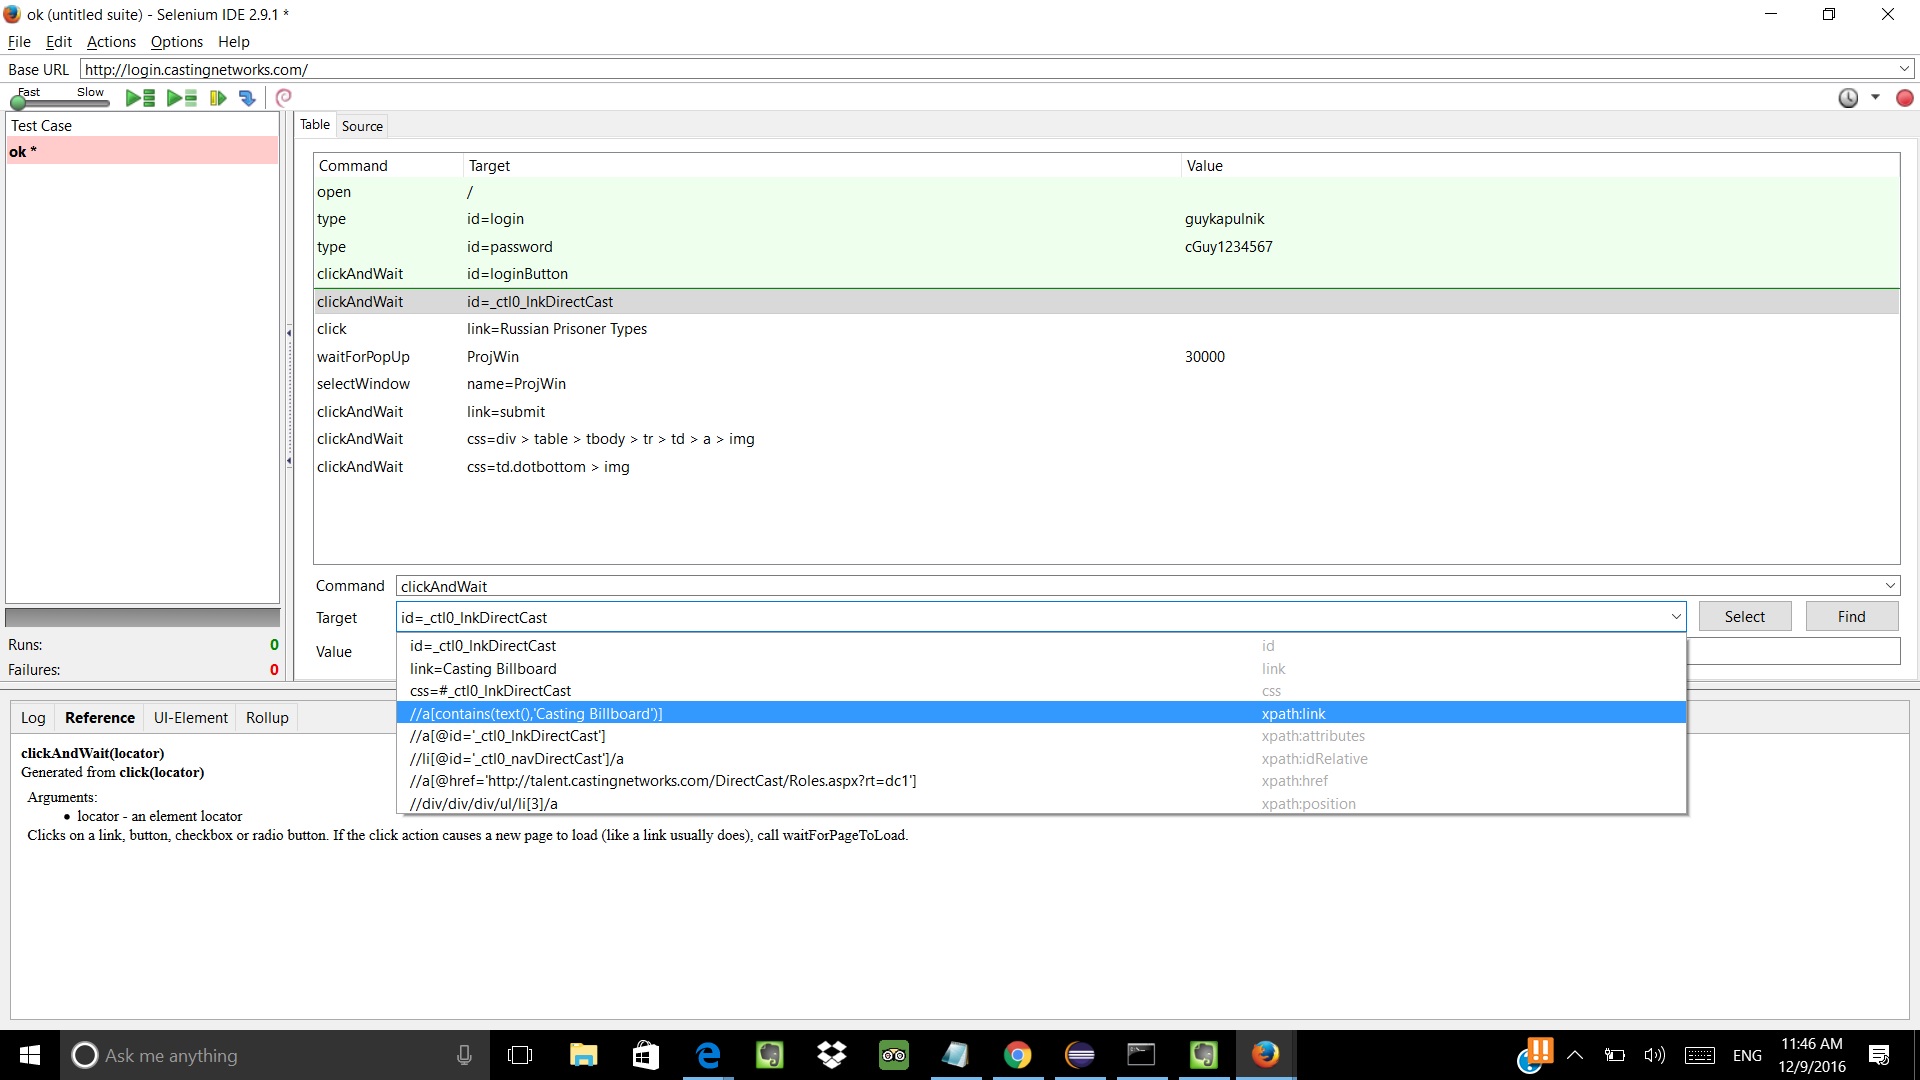 ok (untitled suite) - Selenium IDE 2.9.1 *
File Edit Actions Options Help
Base URL http://login.castingnetworks.com/
Fast Slow
Test Case
ok *
Table Source
Command Target Value
open /
type id=login guykapulnik
type id=password cGuy1234567
clickAndWait id=loginButton
clickAndWait id=_ctl0_lnkDirectCast
click link=Russian Prisoner Types
waitForPopUp ProjWin 30000
selectWindow name=ProjWin
clickAndWait link=submit
clickAndWait css=div > table > tbody > tr > td > a > img
clickAndWait css=td.dotbottom > img
Command clickAndWait
Target id=_ctl0_lnkDirectCast Select Find
Value
id=_ctl0_lnkDirectCast id
link=Casting Billboard link
css=#_ctl0_lnkDirectCast css
//a[contains(text(),'Casting Billboard')] xpath:link
//a[@id='_ctl0_lnkDirectCast'] xpath:attributes
//li[@id='_ctl0_navDirectCast']/a xpath:idRelative
//a[@href='http://talent.castingnetworks.com/DirectCast/Roles.aspx?rt=dc1'] xpath:href
//div/div/div/ul/li[3]/a xpath:position
Runs: 0
Failures: 0
Log Reference UI-Element Rollup
clickAndWait(locator)
Generated from click(locator)
Arguments:
• locator - an element locator
Clicks on a link, button, checkbox or radio button. If the click action causes a new page to load (like a link usually does), call waitForPageToLoad.
Ask me anything
ENG
11:46 AM
12/9/2016